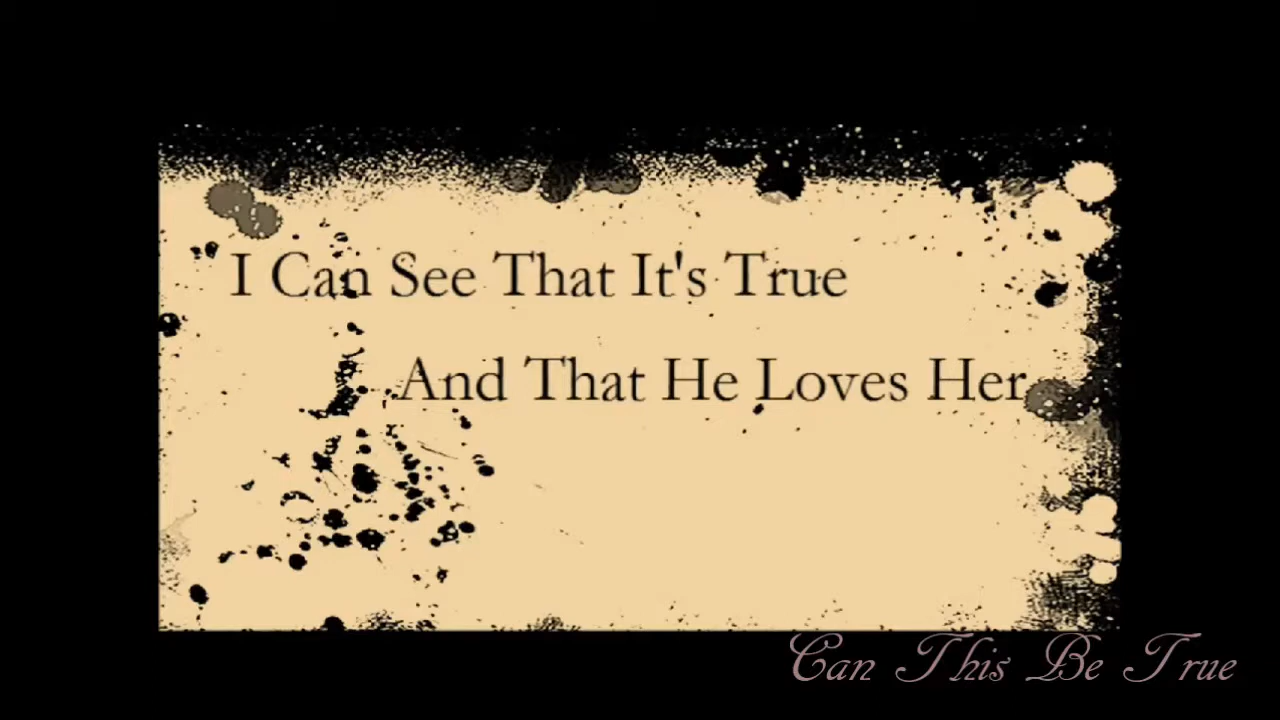 I Can See That It's True
And That He Loves Her
Can This Be True